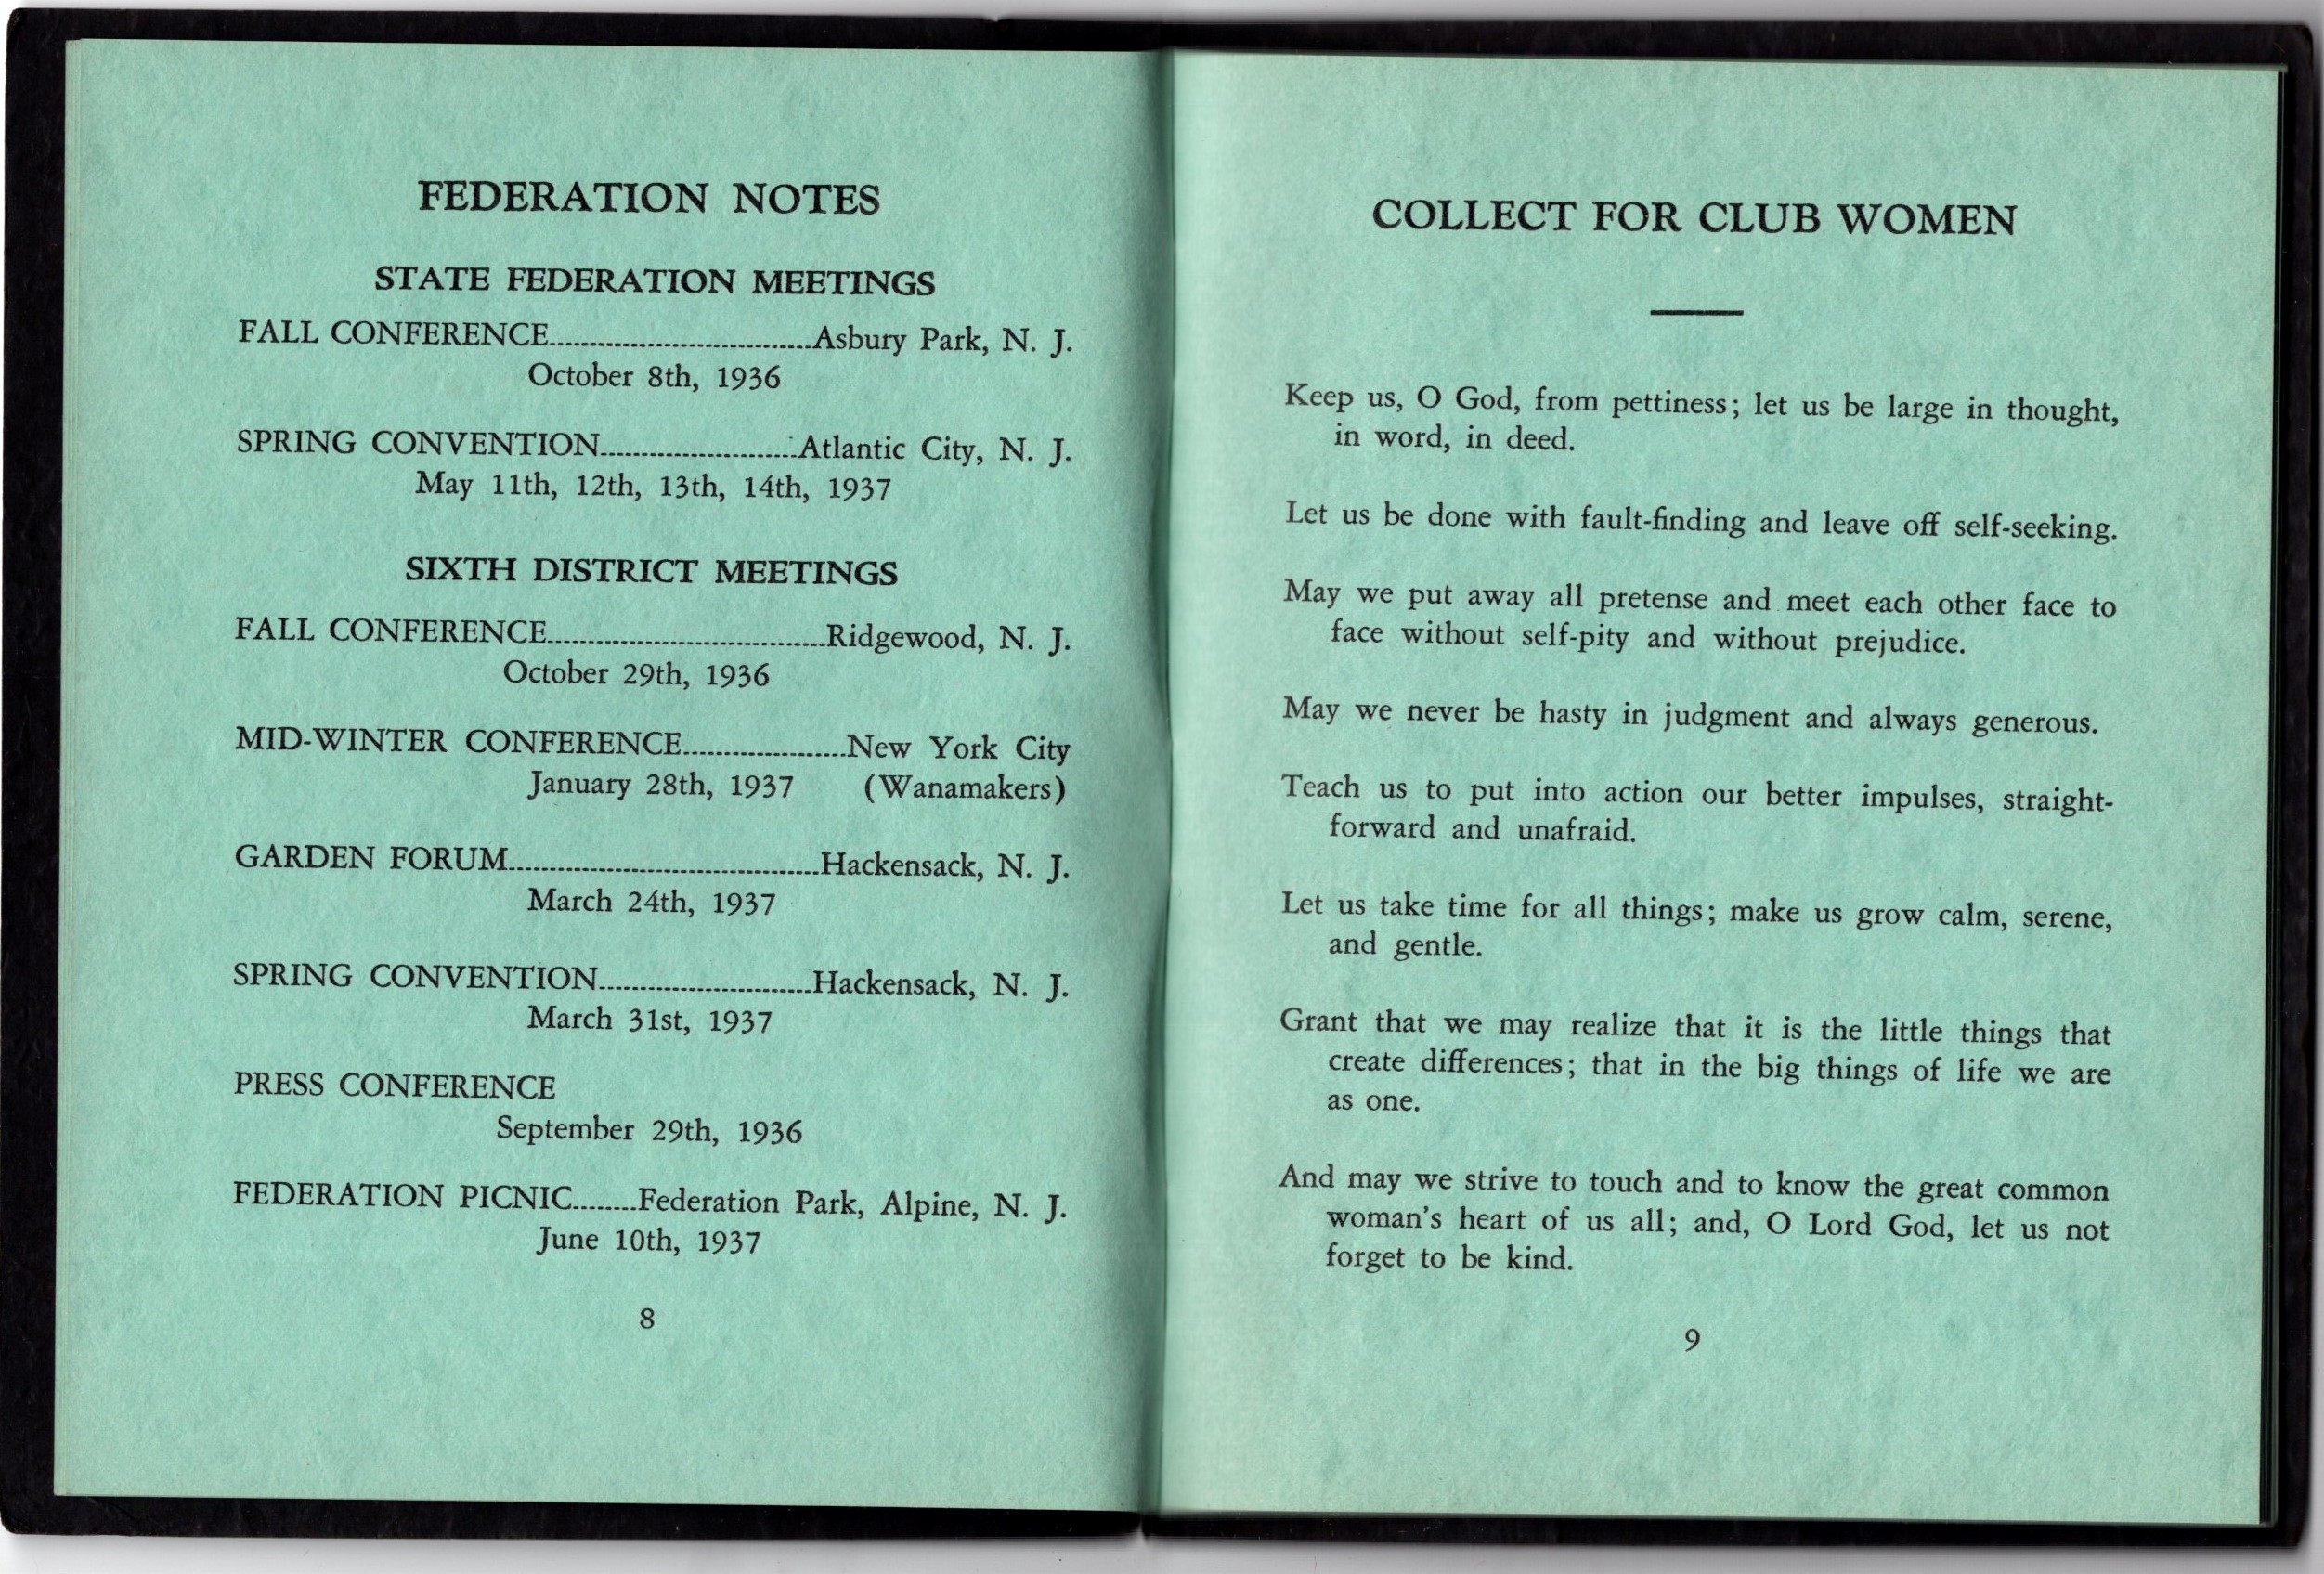 FEDERATION NOTES
STATE FEDERATION MEETINGS
FALL CONFERENCE................................Asbury Park, N. J.
October 8th, 1936
SPRING CONVENTION........................Atlantic City, N. J.
May 11th, 12th, 13th, 14th, 1937
SIXTH DISTRICT MEETINGS
FALL CONFERENCE..................................Ridgewood, N. J.
October 29th, 1936
MID-WINTER CONFERENCE....................New York City
January 28th, 1937 (Wanamakers)
GARDEN FORUM......................................Hackensack, N. J.
March 24th, 1937
SPRING CONVENTION..........................Hackensack, N. J.
March 31st, 1937
PRESS CONFERENCE
September 29th, 1936
FEDERATION PICNIC........Federation Park, Alpine, N. J.
June 10th, 1937
8
COLLECT FOR CLUB WOMEN
Keep us, O God, from pettiness; let us be large in thought,
in word, in deed.
Let us be done with fault-finding and leave off self-seeking.
May we put away all pretense and meet each other face to
face without self-pity and without prejudice.
May we never be hasty in judgment and always generous.
Teach us to put into action our better impulses, straight-
forward and unafraid.
Let us take time for all things; make us grow calm, serene,
and gentle.
Grant that we may realize that it is the little things that
create differences; that in the big things of life we are
as one.
And may we strive to touch and to know the great common
woman's heart of us all; and, O Lord God, let us not
forget to be kind.
9